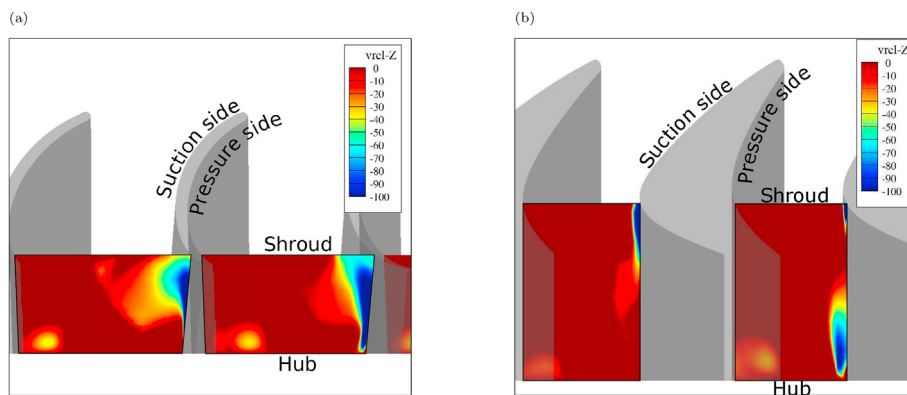 (a)
vrel-Z
0
-10
-20
-30
-40
-50
-60
-70
-80
-90
-100
Suction side
Pressure side
Shroud
Hub
(b)
vrel-Z
0
-10
-20
-30
-40
-50
-60
-70
-80
-90
-100
Suction side
Pressure side
Shroud
Hub